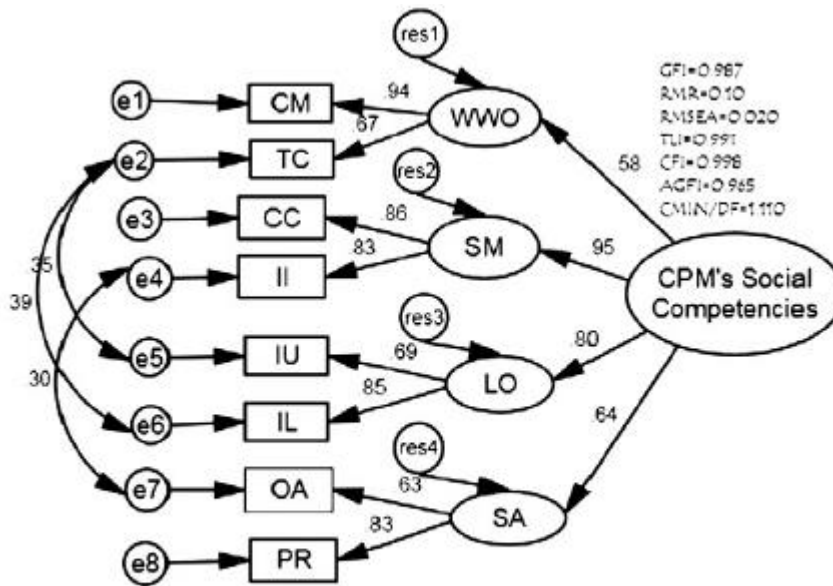 res1
GFI=0.987
RMR=0.10
RMSEA=0.020
TLI=0.991
CFI=0.998
AGFI=0.965
CMIN/DF=1.110
e1
CM
.94
WWO
.67
.58
e2
TC
res2
e3
CC
.86
SM
.95
.83
e4
II
CPM's Social
Competencies
.35
.39
.30
res3
e5
IU
.69
LO
.80
.85
e6
IL
.64
res4
e7
OA
.63
SA
.83
e8
PR